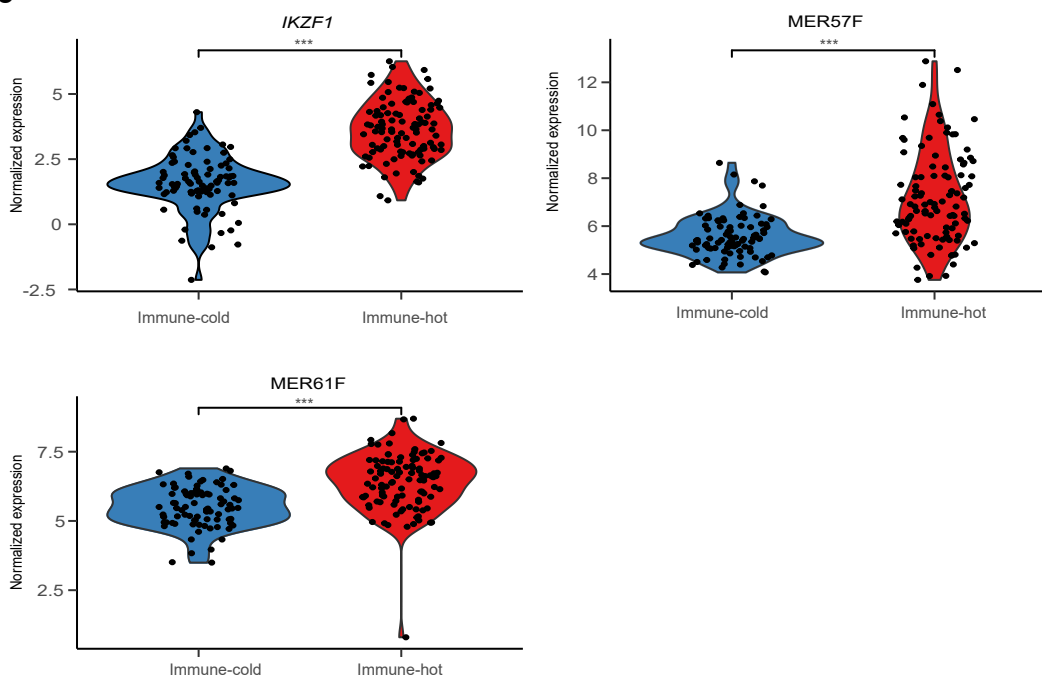 IKZF1
***
Normalized expression
5
2.5
0
-2.5
Immune-cold
Immune-hot
MER57F
***
Normalized expression
12
10
8
6
4
Immune-cold
Immune-hot
MER61F
***
Normalized expression
7.5
5
2.5
Immune-cold
Immune-hot